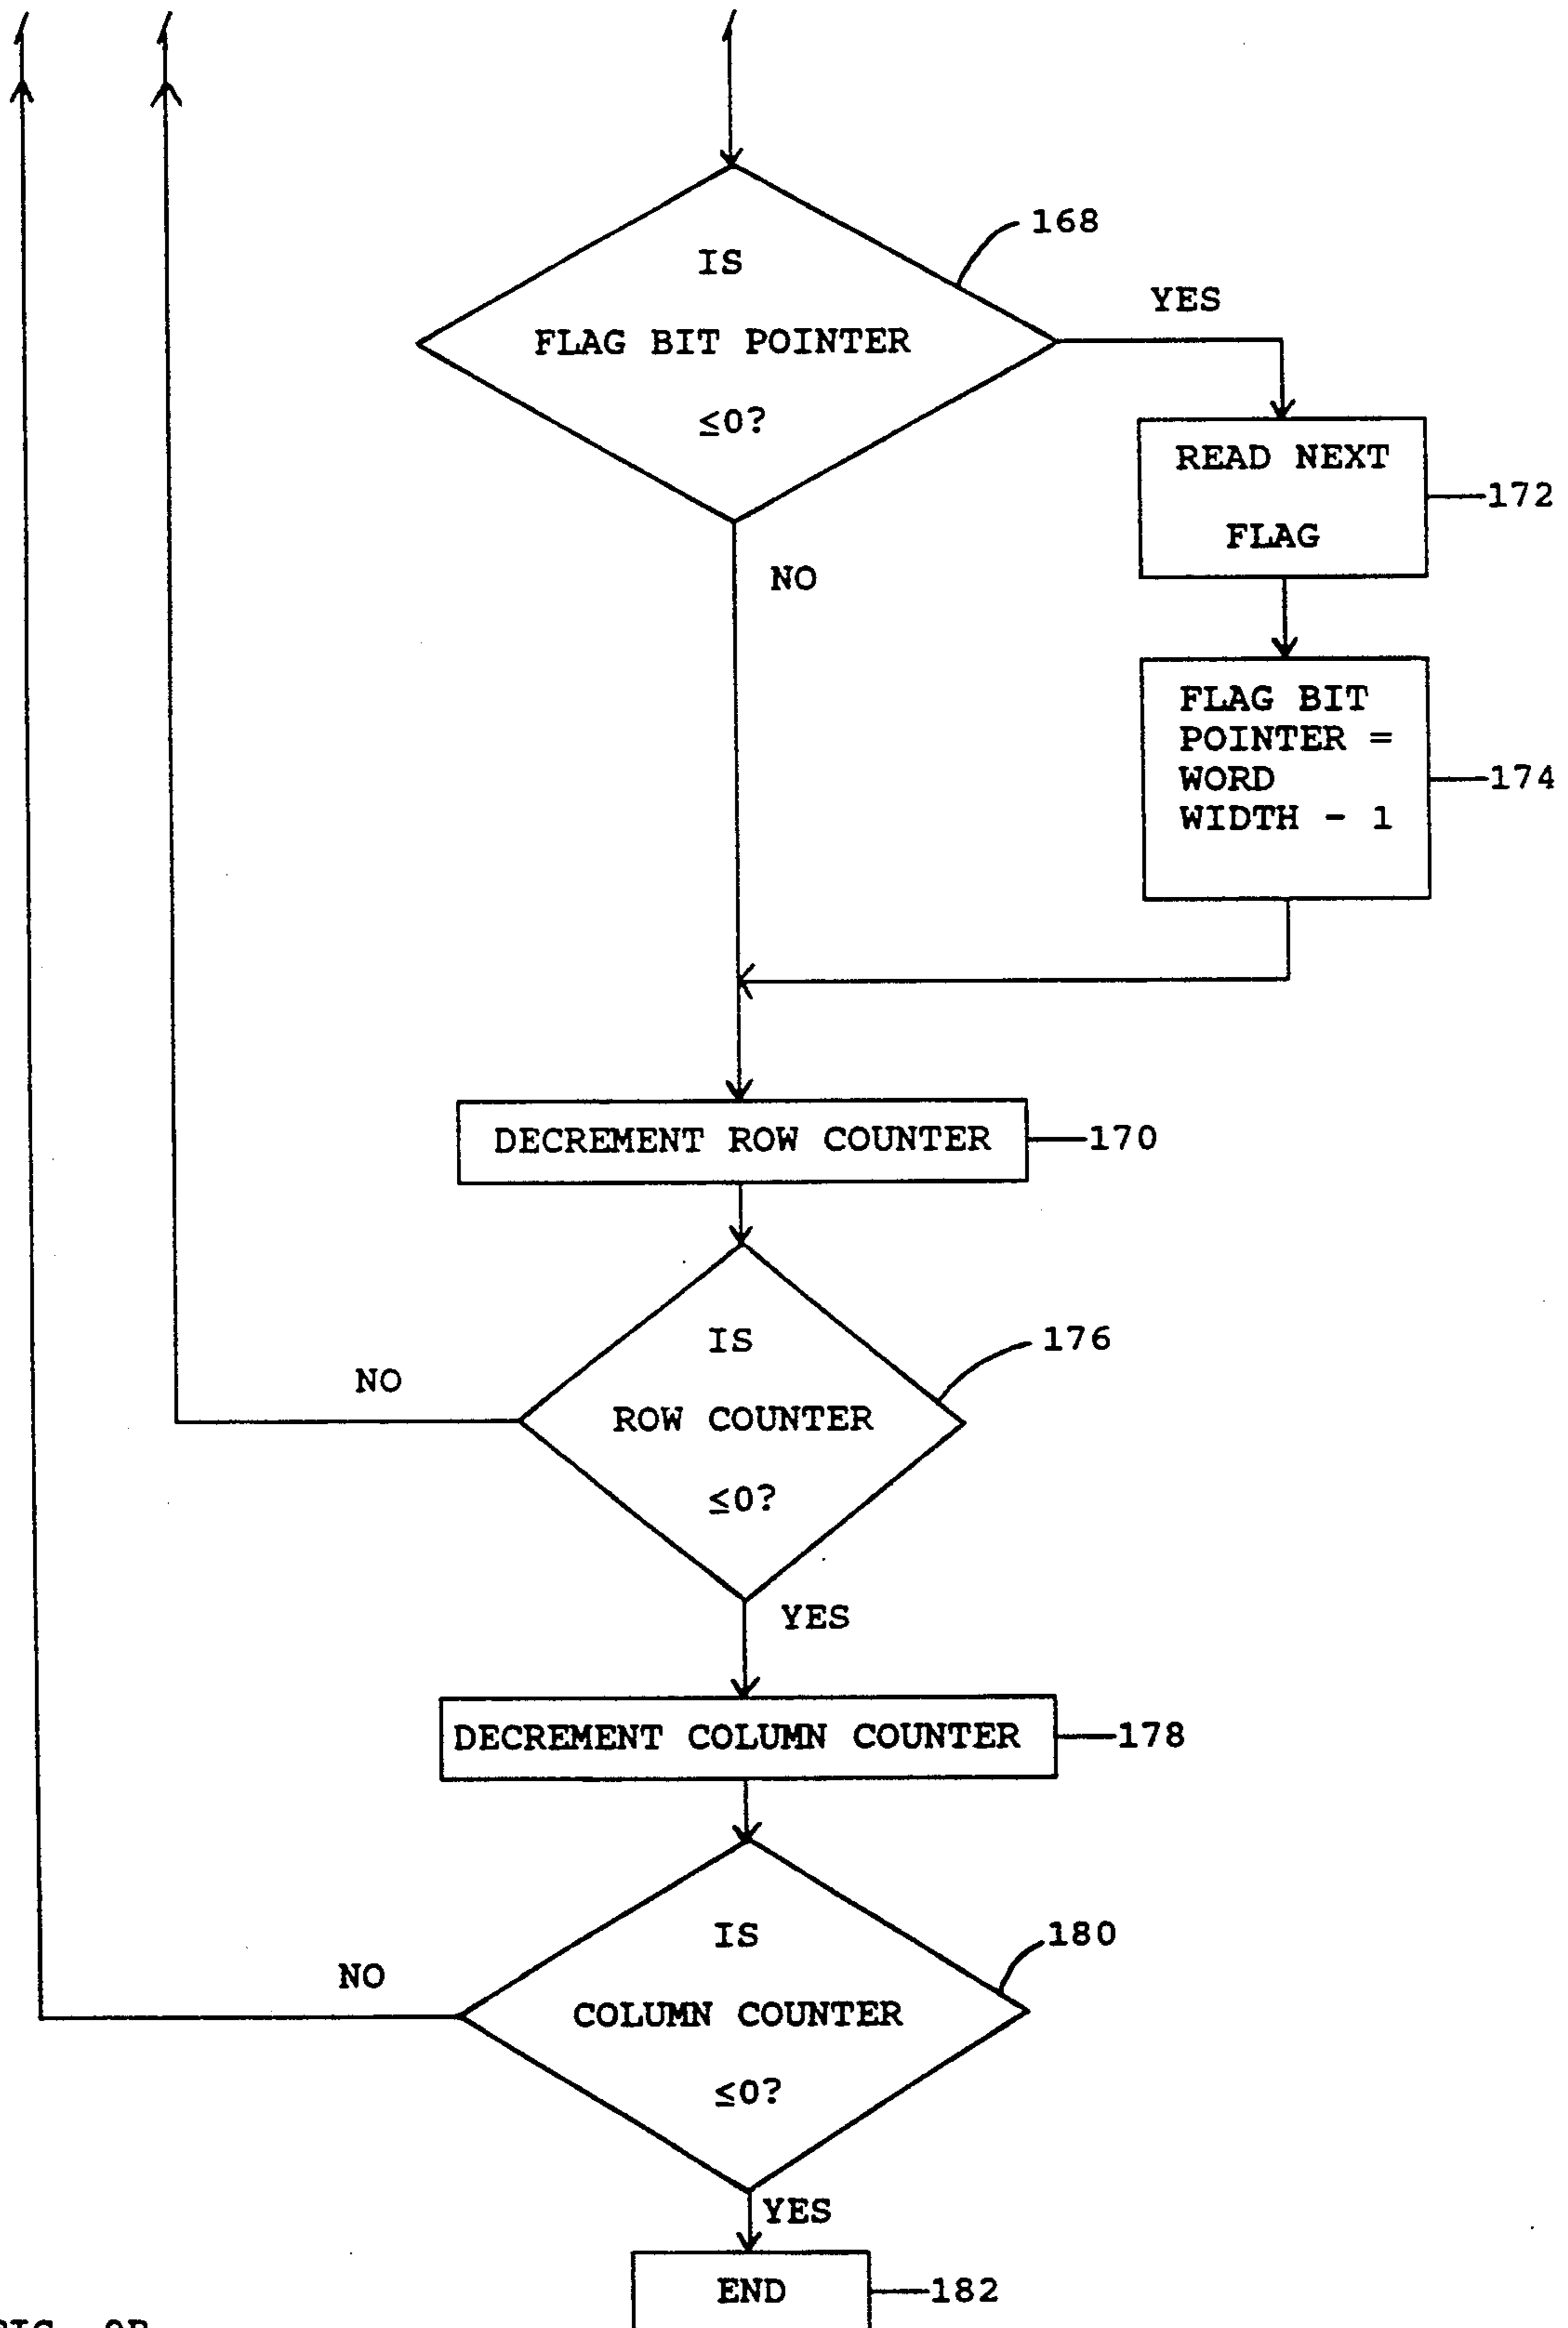 168
IS
FLAG BIT POINTER
≤0?
YES
READ NEXT
FLAG
172
NO
FLAG BIT
POINTER =
WORD
WIDTH - 1
174
DECREMENT ROW COUNTER
170
IS
ROW COUNTER
≤0?
176
NO
YES
DECREMENT COLUMN COUNTER
178
IS
COLUMN COUNTER
≤0?
180
NO
YES
END
182